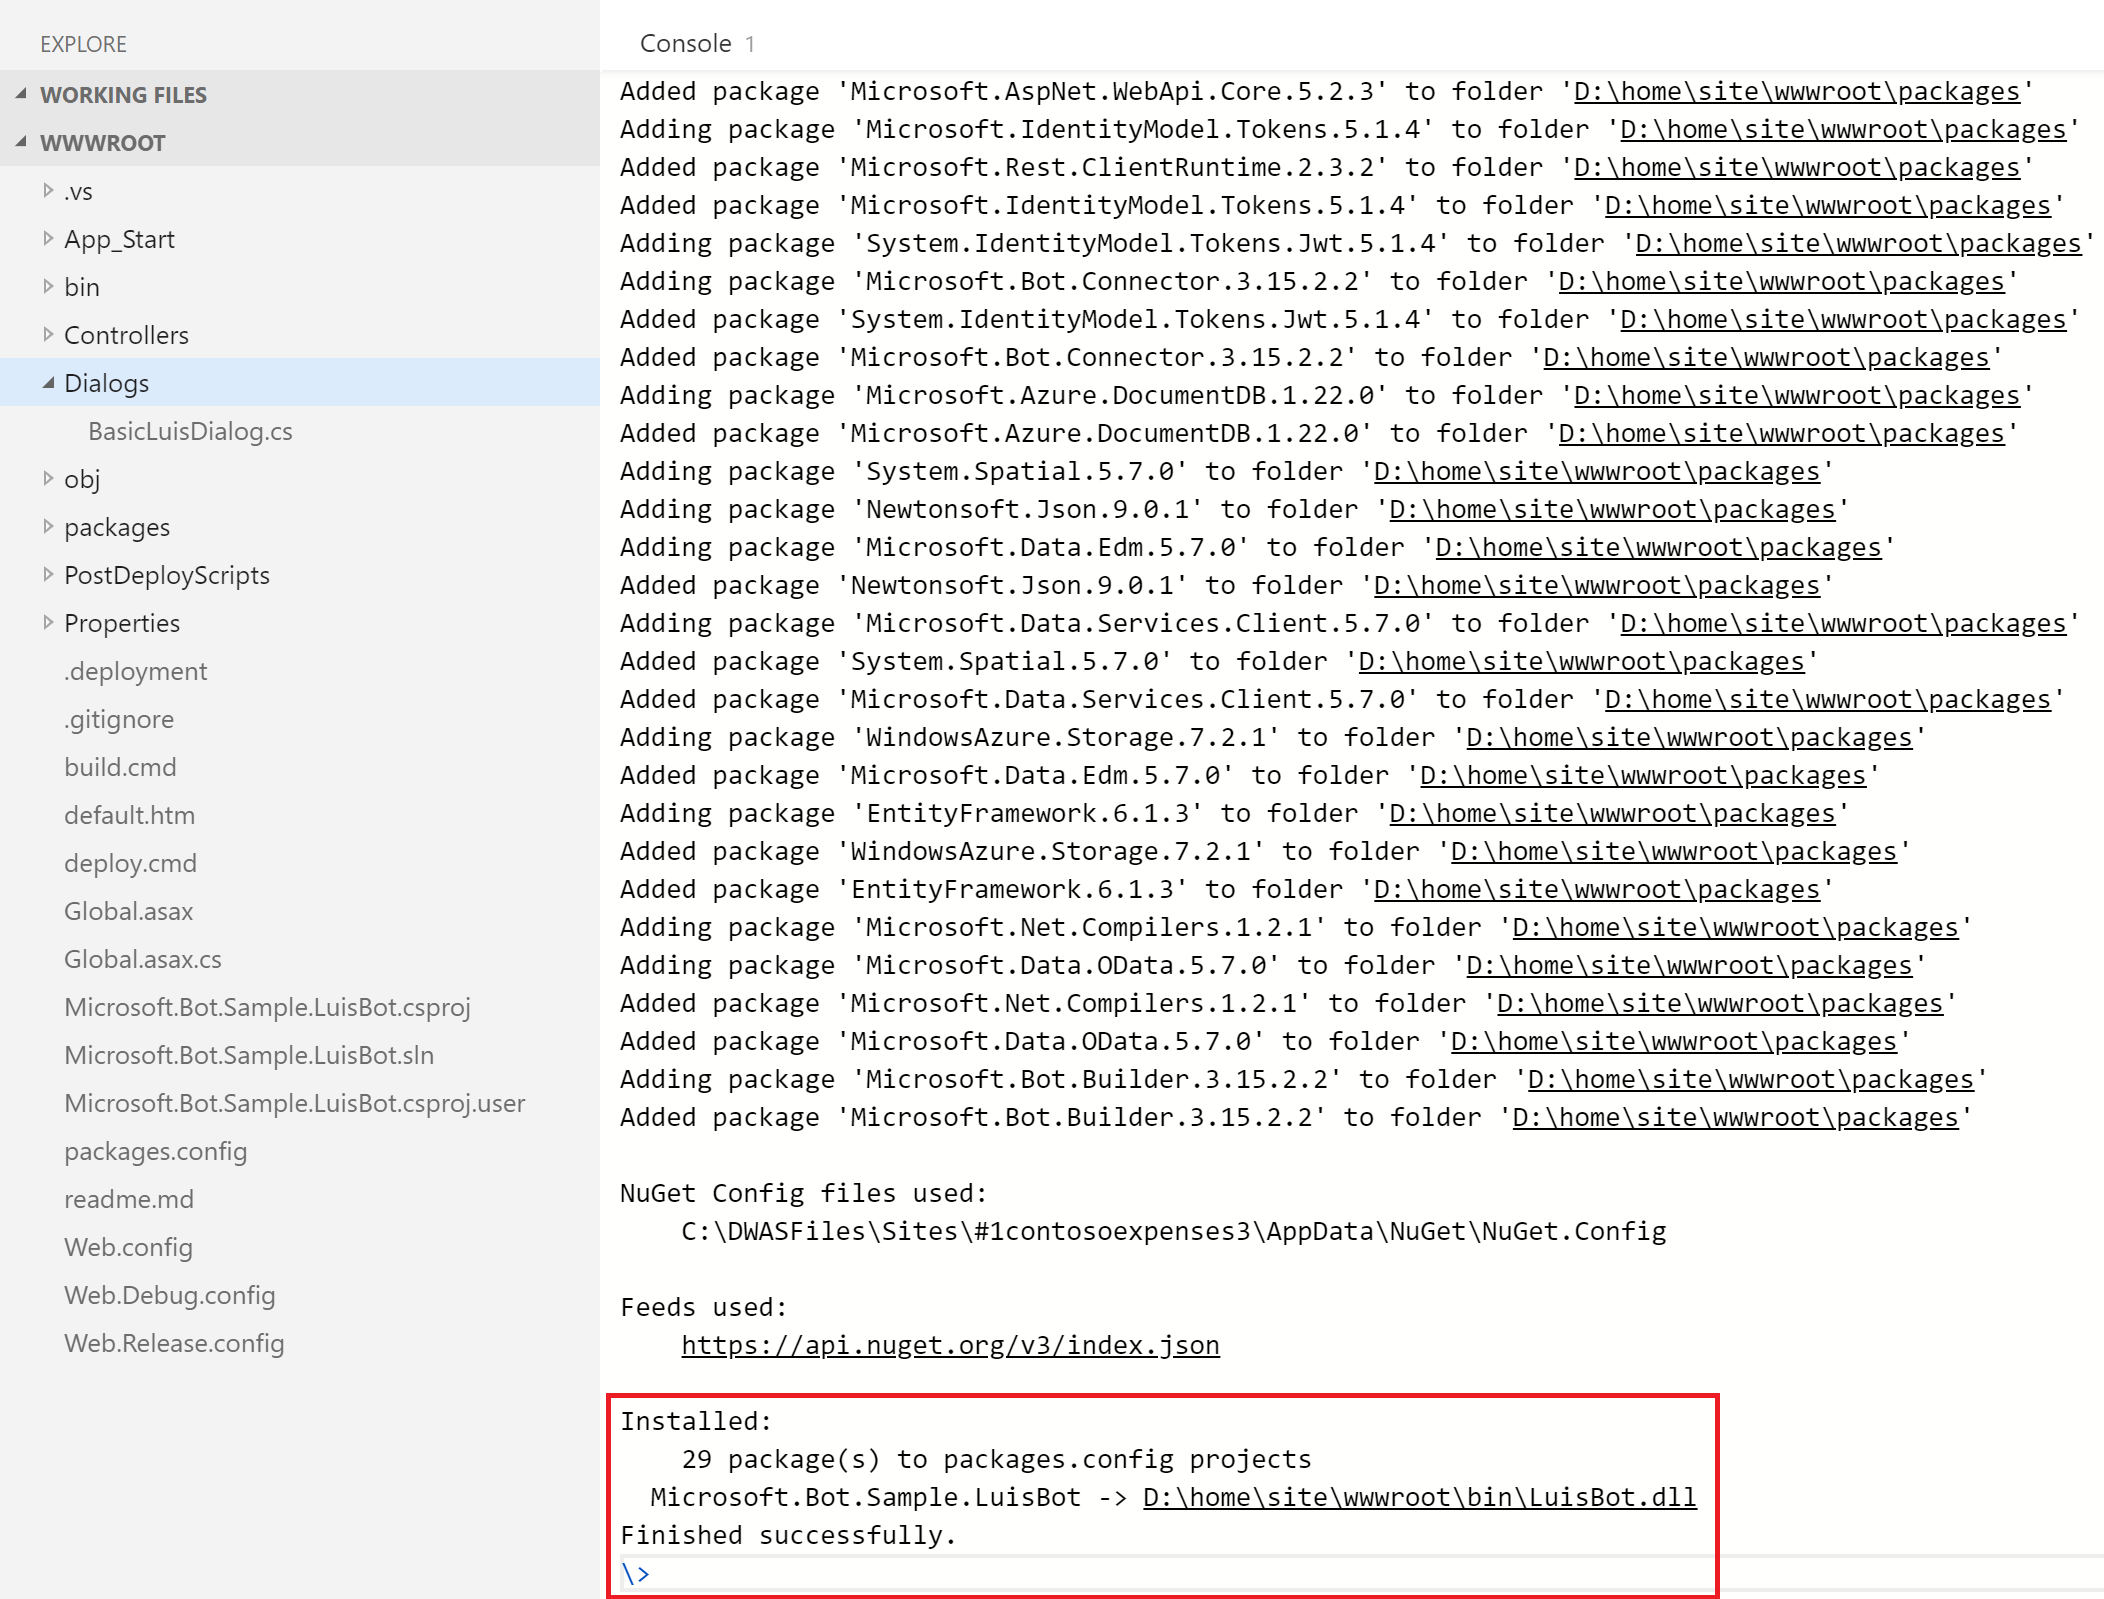 EXPLORE
WORKING FILES
WWWROOT
.vs
App_Start
bin
Controllers
Dialogs
BasicLuisDialog.cs
obj
packages
PostDeployScripts
Properties
.deployment
.gitignore
build.cmd
default.htm
deploy.cmd
Global.asax
Global.asax.cs
Microsoft.Bot.Sample.LuisBot.csproj
Microsoft.Bot.Sample.LuisBot.sln
Microsoft.Bot.Sample.LuisBot.csproj.user
packages.config
readme.md
Web.config
Web.Debug.config
Web.Release.config
Console 1
Added package 'Microsoft.AspNet.WebApi.Core.5.2.3' to folder 'D:\home\site\wwwroot\packages'
Adding package 'Microsoft.IdentityModel.Tokens.5.1.4' to folder 'D:\home\site\wwwroot\packages'
Added package 'Microsoft.Rest.ClientRuntime.2.3.2' to folder 'D:\home\site\wwwroot\packages'
Added package 'Microsoft.IdentityModel.Tokens.5.1.4' to folder 'D:\home\site\wwwroot\packages'
Adding package 'System.IdentityModel.Tokens.Jwt.5.1.4' to folder 'D:\home\site\wwwroot\packages'
Adding package 'Microsoft.Bot.Connector.3.15.2.2' to folder 'D:\home\site\wwwroot\packages'
Added package 'System.IdentityModel.Tokens.Jwt.5.1.4' to folder 'D:\home\site\wwwroot\packages'
Added package 'Microsoft.Bot.Connector.3.15.2.2' to folder 'D:\home\site\wwwroot\packages'
Adding package 'Microsoft.Azure.DocumentDB.1.22.0' to folder 'D:\home\site\wwwroot\packages'
Added package 'Microsoft.Azure.DocumentDB.1.22.0' to folder 'D:\home\site\wwwroot\packages'
Adding package 'System.Spatial.5.7.0' to folder 'D:\home\site\wwwroot\packages'
Adding package 'Newtonsoft.Json.9.0.1' to folder 'D:\home\site\wwwroot\packages'
Adding package 'Microsoft.Data.Edm.5.7.0' to folder 'D:\home\site\wwwroot\packages'
Added package 'Newtonsoft.Json.9.0.1' to folder 'D:\home\site\wwwroot\packages'
Adding package 'Microsoft.Data.Services.Client.5.7.0' to folder 'D:\home\site\wwwroot\packages'
Added package 'System.Spatial.5.7.0' to folder 'D:\home\site\wwwroot\packages'
Added package 'Microsoft.Data.Services.Client.5.7.0' to folder 'D:\home\site\wwwroot\packages'
Adding package 'WindowsAzure.Storage.7.2.1' to folder 'D:\home\site\wwwroot\packages'
Added package 'Microsoft.Data.Edm.5.7.0' to folder 'D:\home\site\wwwroot\packages'
Adding package 'EntityFramework.6.1.3' to folder 'D:\home\site\wwwroot\packages'
Added package 'WindowsAzure.Storage.7.2.1' to folder 'D:\home\site\wwwroot\packages'
Added package 'EntityFramework.6.1.3' to folder 'D:\home\site\wwwroot\packages'
Adding package 'Microsoft.Net.Compilers.1.2.1' to folder 'D:\home\site\wwwroot\packages'
Adding package 'Microsoft.Data.OData.5.7.0' to folder 'D:\home\site\wwwroot\packages'
Added package 'Microsoft.Net.Compilers.1.2.1' to folder 'D:\home\site\wwwroot\packages'
Added package 'Microsoft.Data.OData.5.7.0' to folder 'D:\home\site\wwwroot\packages'
Adding package 'Microsoft.Bot.Builder.3.15.2.2' to folder 'D:\home\site\wwwroot\packages'
Added package 'Microsoft.Bot.Builder.3.15.2.2' to folder 'D:\home\site\wwwroot\packages'
NuGet Config files used:
C:\DWASFiles\Sites\#1contosoexpenses3\AppData\NuGet\NuGet.Config
Feeds used:
https://api.nuget.org/v3/index.json
Installed:
29 package(s) to packages.config projects
Microsoft.Bot.Sample.LuisBot -> D:\home\site\wwwroot\bin\LuisBot.dll
Finished successfully.
\>